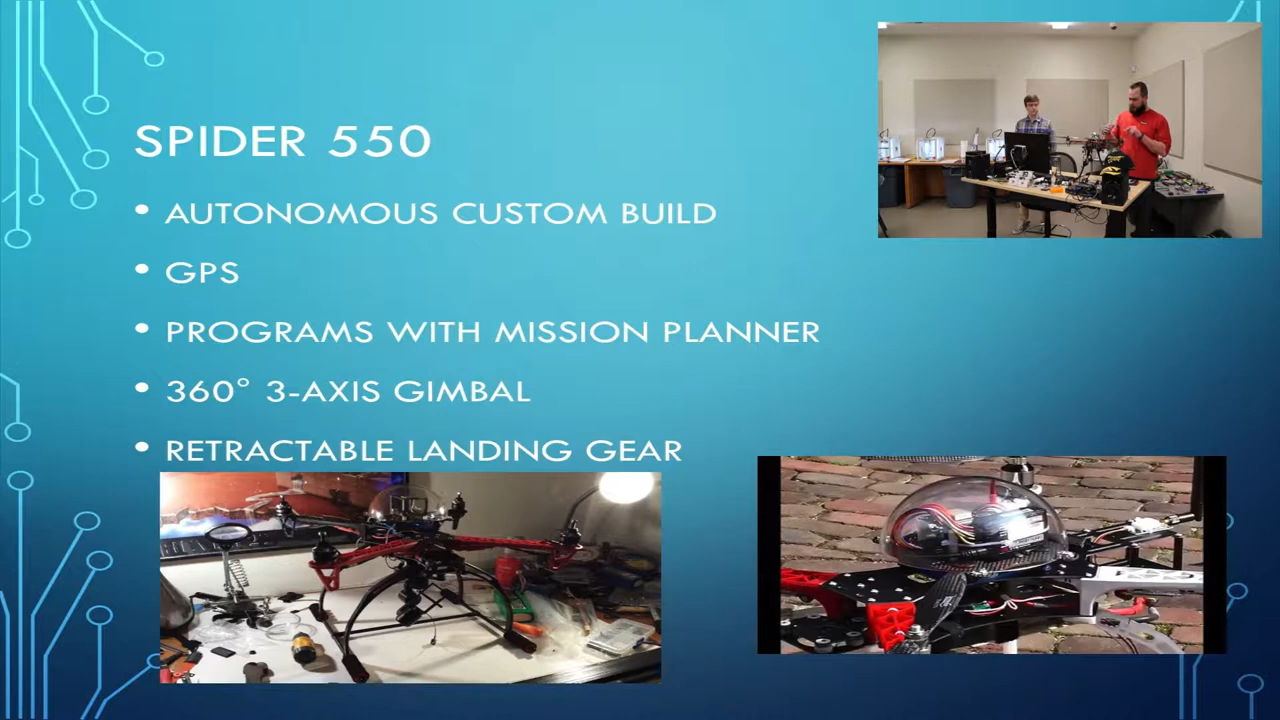 SPIDER 550
• AUTONOMOUS CUSTOM BUILD
• GPS
• PROGRAMS WITH MISSION PLANNER
• 360° 3-AXIS GIMBAL
• RETRACTABLE LANDING GEAR